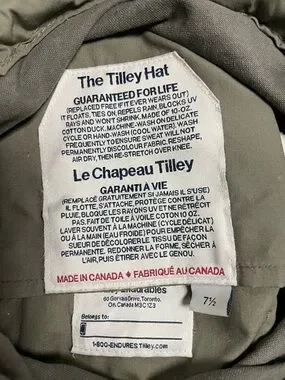 The Tilley Hat
GUARANTEED FOR LIFE
(REPLACED FREE IF IT EVER WEARS OUT)
IT FLOATS, TIES ON, REPELS RAIN, BLOCKS UV
RAYS AND WON'T SHRINK. MADE OF 10-OZ.
COTTON DUCK. MACHINE-WASH ON DELICATE
CYCLE OR HAND-WASH (COOL WATER). WASH
FREQUENTLY TO ENSURE SWEAT WILL NOT
PERMANENTLY DISCOLOUR FABRIC. RESHAPE,
AIR DRY, THEN RE-STRETCH OVER KNEE.
Le Chapeau Tilley
GARANTI A VIE
(REMPLACÉ GRATUITEMENT SI JAMAIS IL S'USE)
IL FLOTTE, S'ATTACHE, PROTÈGE CONTRE LA
PLUIE, BLOQUE LES RAYONS UV ET NE RÉTRÉCIT
PAS. FAIT DE TOILE À VOILE CORON 10 OZ.
LAVER SOUVENT À LA MACHINE (CYCLE DÉLICAT)
OU À LA MAIN (EAU FROIDE) POUR EMPÊCHER LA
SUEUR DE DÉCOLORER LE TISSU DE FAÇON
PERMANENTE. REDONNER LA FORME, SÉCHER À
L'AIR, PUIS ÉTIRER AVEC LE GENOU.
MADE IN CANADA FABRIQUÉ AU CANADA
7½
900 Don Mills
On. Canada M3C 1Z3
Belongs to:
1-800-ENDURES Tilley.com